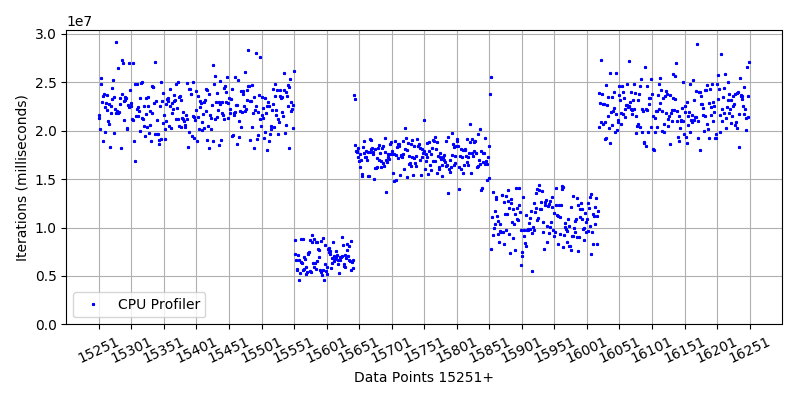 1e7
3.0
2.5
2.0
1.5
1.0
0.5
0.0
Iterations (milliseconds)
CPU Profiler
15251 15301 15351 15401 15451 15501 15551 15601 15651 15701 15751 15801 15851 15901 15951 16001 16051 16101 16151 16201 16251
Data Points 15251+